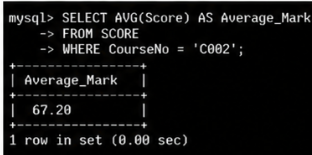 mysql> SELECT AVG(Score) AS Average_Mark
    -> FROM SCORE
    -> WHERE CourseNo = 'C002';
+----------------+
| Average_Mark   |
+----------------+
|  67.20         |
+----------------+
1 row in set (0.00 sec)